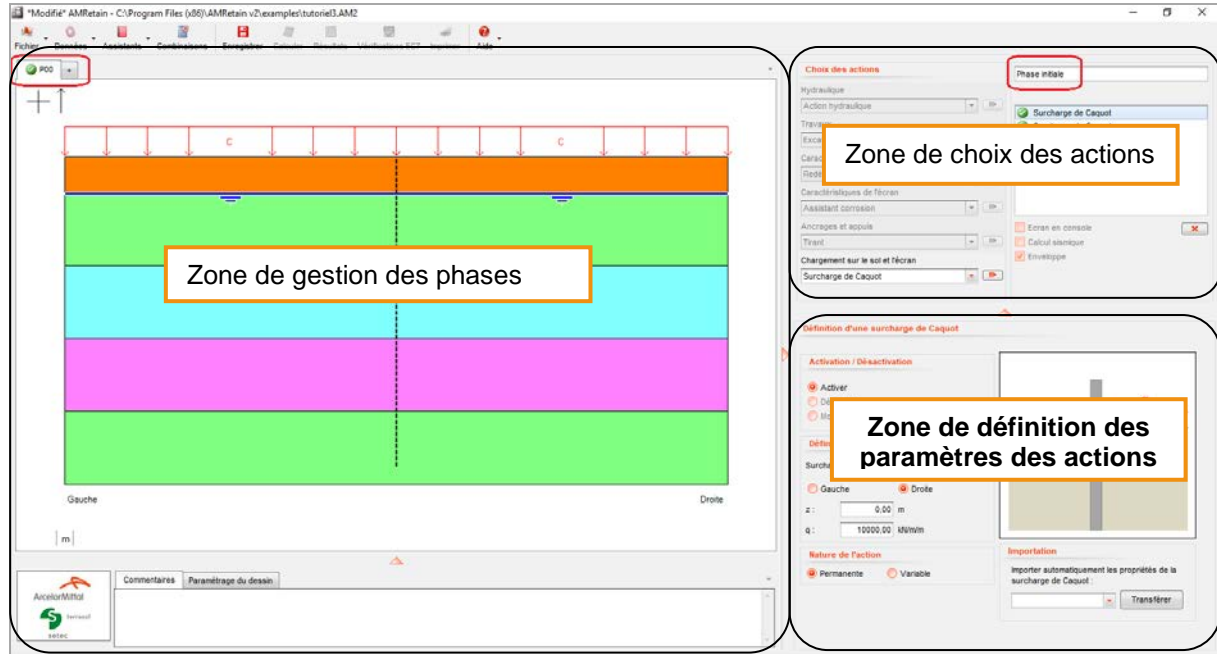 *Modifié* AMRetain - C:\Program Files (x86)\AMRetain v2\examples\tutoriel3.AM2
Fichier Données Assistants Combinaisons Enregistrer Calculer Résultats Vérifications EC7 Imprimer Aide
P00 +
C C
Zone de gestion des phases
Gauche Droite
m
Commentaires Paramétrage du dessin
ArcelorMittal
terrasol
setec
Choix des actions
Phase initiale
Hydraulique
Action hydraulique
Surcharge de Caquot
Travaux
Zone de choix des actions
Caractéristiques de l'écran
Assistant corrosion
Ancrages et appuis
Tirant
Chargement sur le sol et l'écran
Surcharge de Caquot
Ecran en console
Calcul sismique
Enveloppe
Définition d'une surcharge de Caquot
Activation / Désactivation
Activer
Zone de définition des
paramètres des actions
Gauche Droite
z : 0,00 m
q : 10000,00 kN/m/m
Nature de l'action
Permanente Variable
Importation
Importer automatiquement les propriétés de la
surcharge de Caquot :
Transférer